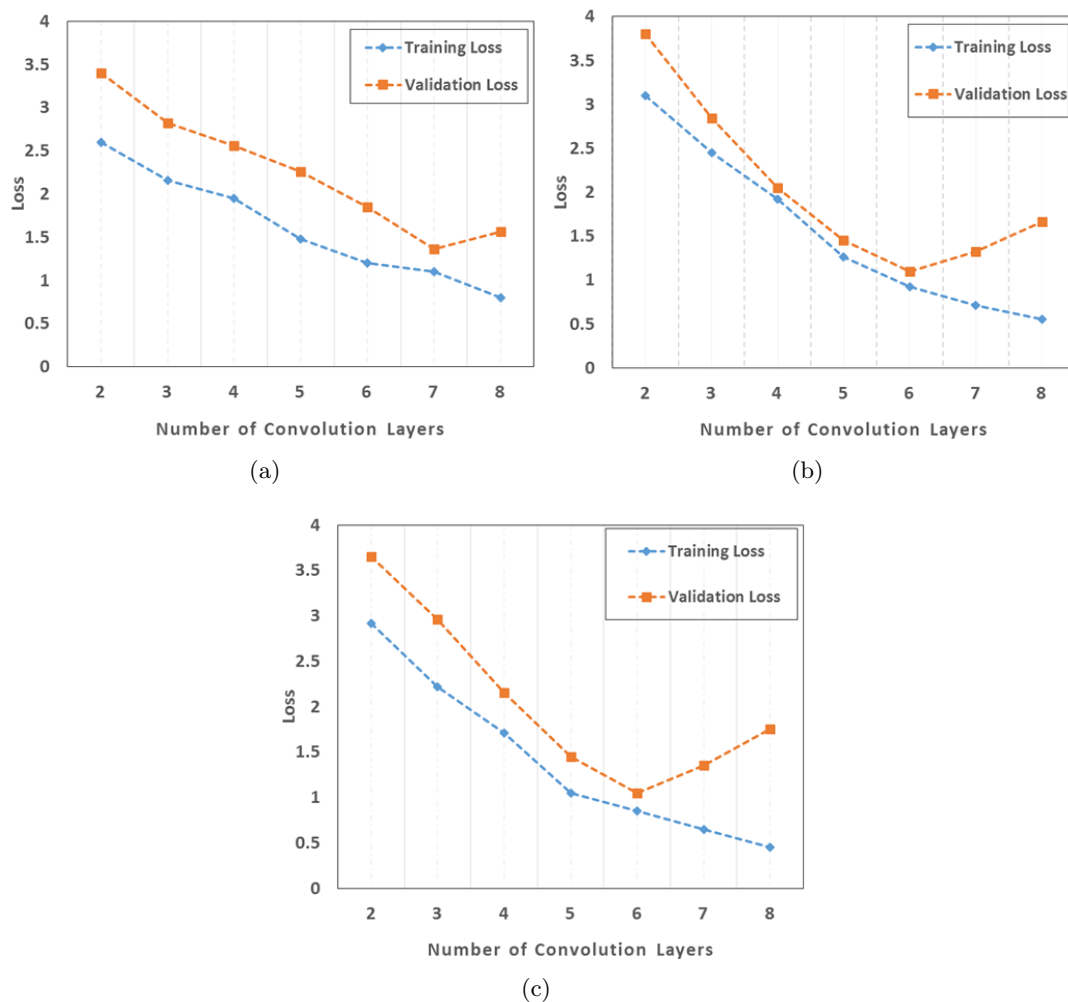 4
3.5
3
2.5
2
1.5
1
0.5
0
Loss
Training Loss
Validation Loss
2 3 4 5 6 7 8
Number of Convolution Layers
(a)
4
3.5
3
2.5
2
1.5
1
0.5
0
Loss
Training Loss
Validation Loss
2 3 4 5 6 7 8
Number of Convolution Layers
(b)
4
3.5
3
2.5
2
1.5
1
0.5
0
Loss
Training Loss
Validation Loss
2 3 4 5 6 7 8
Number of Convolution Layers
(c)